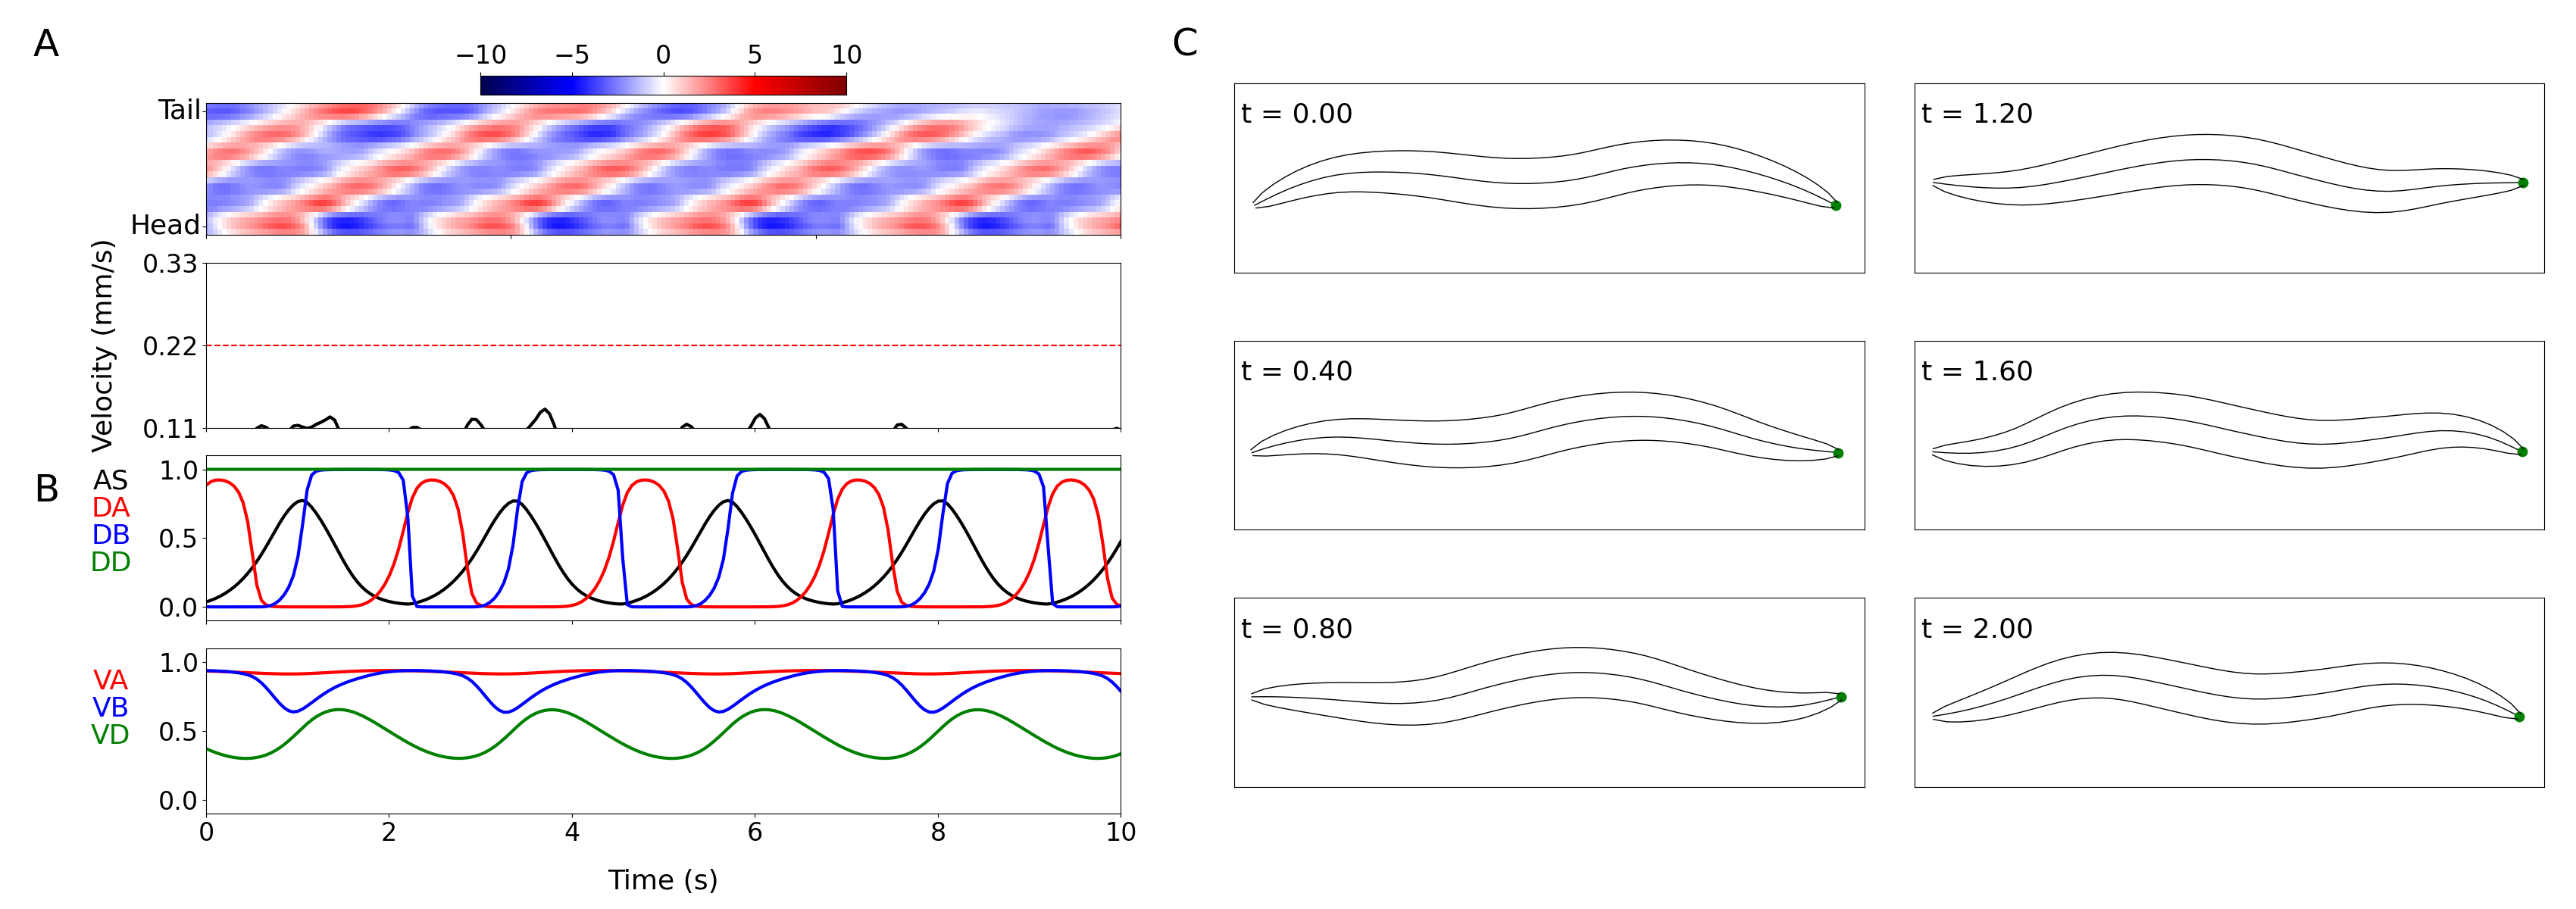 A
−10 −5 0 5 10
Tail
Head
Velocity (mm/s)
0.33
0.22
0.11
B
AS
DA
DB
DD
1.0
0.5
0.0
VA
VB
VD
1.0
0.5
0.0
0 2 4 6 8 10
Time (s)
C
t = 0.00
t = 1.20
t = 0.40
t = 1.60
t = 0.80
t = 2.00